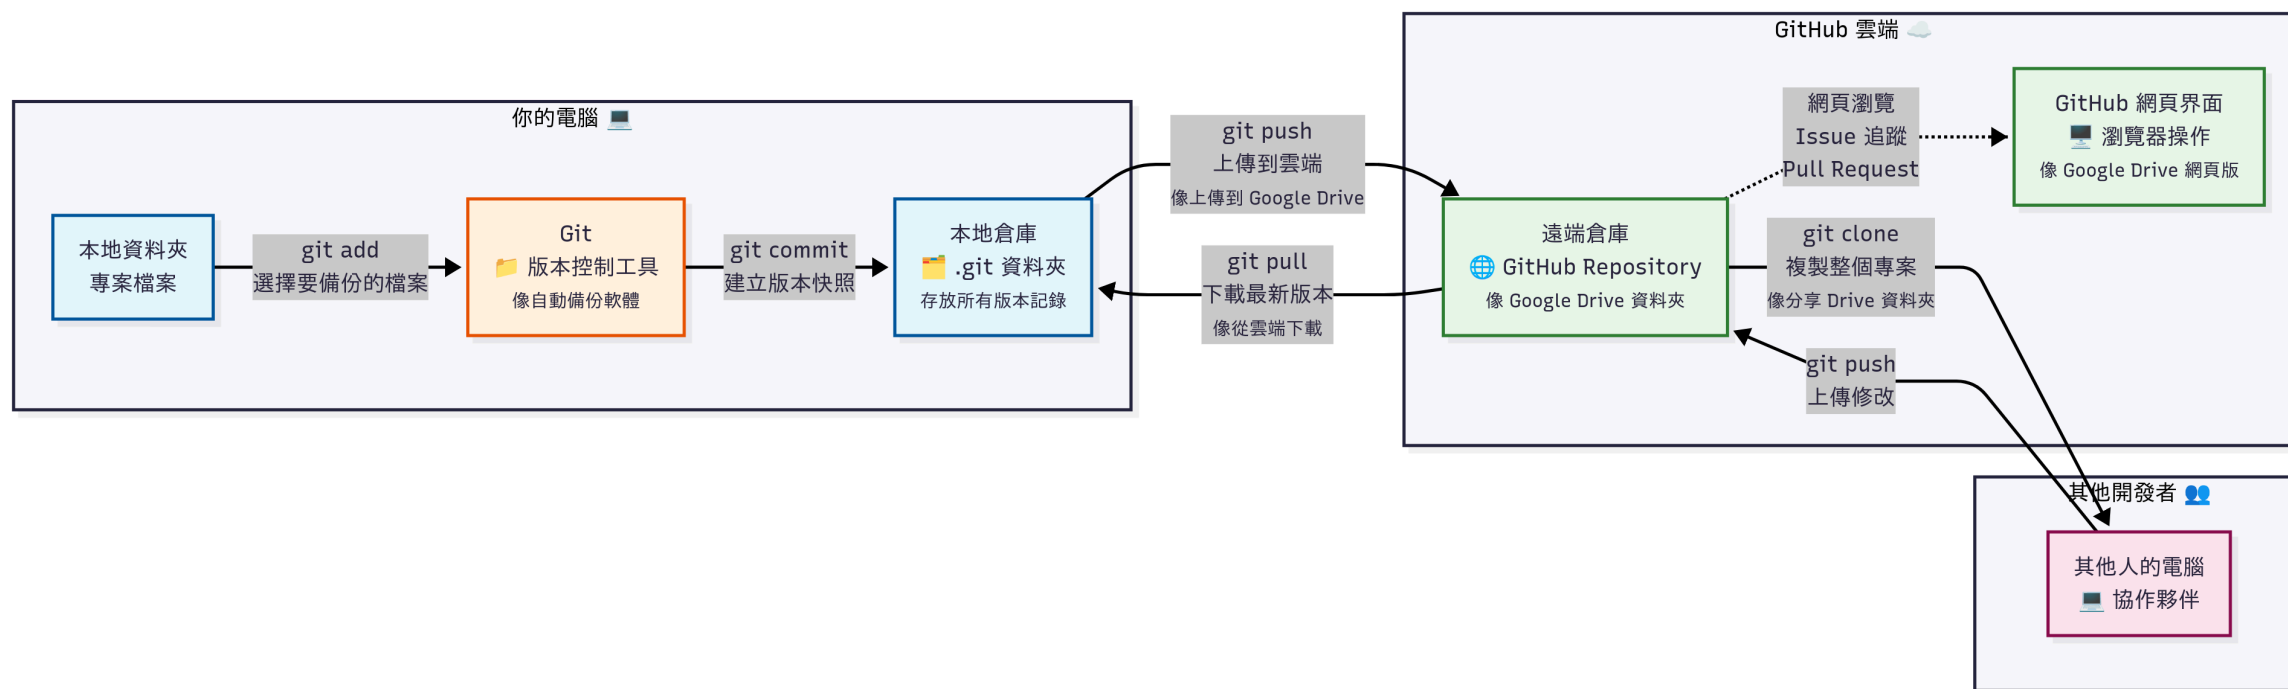 你的電腦 💻
本地資料夾
專案檔案
git add
選擇要備份的檔案
Git
📁 版本控制工具
像自動備份軟體
git commit
建立版本快照
本地倉庫
🗂️ .git 資料夾
存放所有版本記錄
git push
上傳到雲端
像上傳到 Google Drive
git pull
下載最新版本
像從雲端下載
GitHub 雲端 ☁️
遠端倉庫
🌐 GitHub Repository
像 Google Drive 資料夾
網頁瀏覽
Issue 追蹤
Pull Request
GitHub 網頁界面
🖥️ 瀏覽器操作
像 Google Drive 網頁版
git clone
複製整個專案
像分享 Drive 資料夾
git push
上傳修改
其他開發者 👥
其他人的電腦
💻 協作夥伴